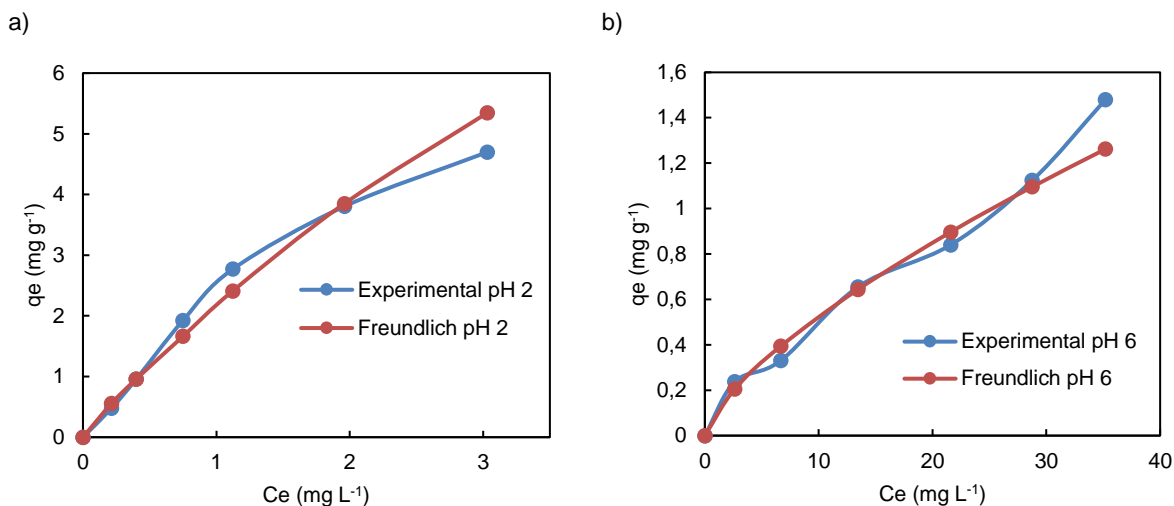 a)
6
5
4
3
2
1
0
qe (mg g-1)
Experimental pH 2
Freundlich pH 2
0 1 2 3
Ce (mg L-1)
b)
1,6
1,4
1,2
1
0,8
0,6
0,4
0,2
0
qe (mg g-1)
Experimental pH 6
Freundlich pH 6
0 10 20 30 40
Ce (mg L-1)